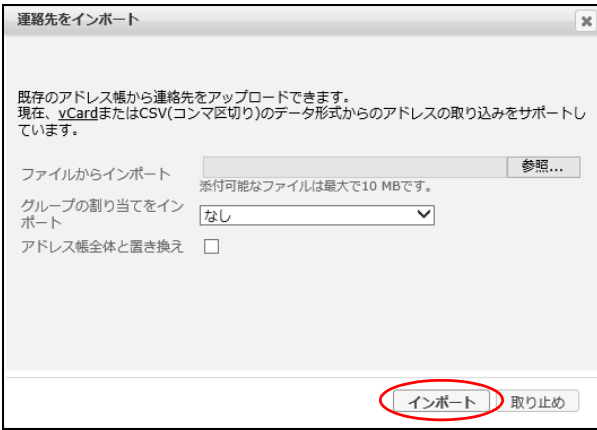 連絡先をインポート
既存のアドレス帳から連絡先をアップロードできます。
現在、vCardまたはCSV(コンマ区切り)のデータ形式からのアドレスの取り込みをサポートし
ています。
ファイルからインポート
参照...
添付可能なファイルは最大で10 MBです。
グループの割り当てをイン
ポート
なし
アドレス帳全体と置き換え
インポート
取り止め